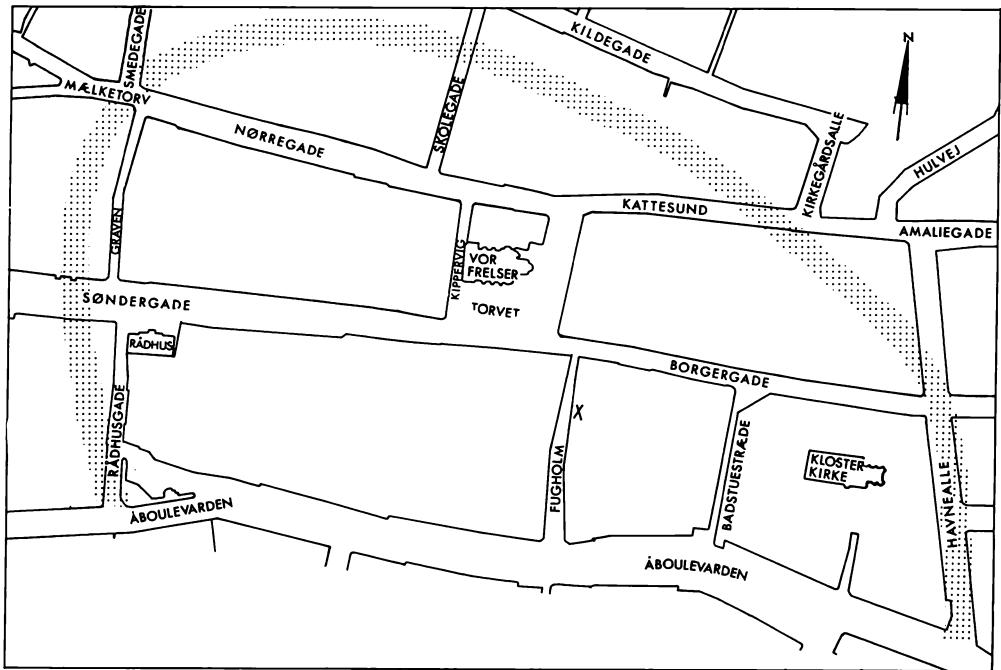 SMEDEGADE
MÆLKETORV
KILDEGADE
N
NØRREGADE
SKOLEGADE
KIRKEGÅRDSALLE
HULVEJ
KATTESUND
AMALIEGADE
GRAVEN
KIPPERVIG
VOR
FRELSER
TORVET
SØNDERGADE
RÅDHUS
BORGERGADE
RÅDHUSGADE
X
FUGHOLM
BADSTUESTRÆDE
KLOSTER
KIRKE
HAVNEALLE
ÅBOULEVARDEN
ÅBOULEVARDEN